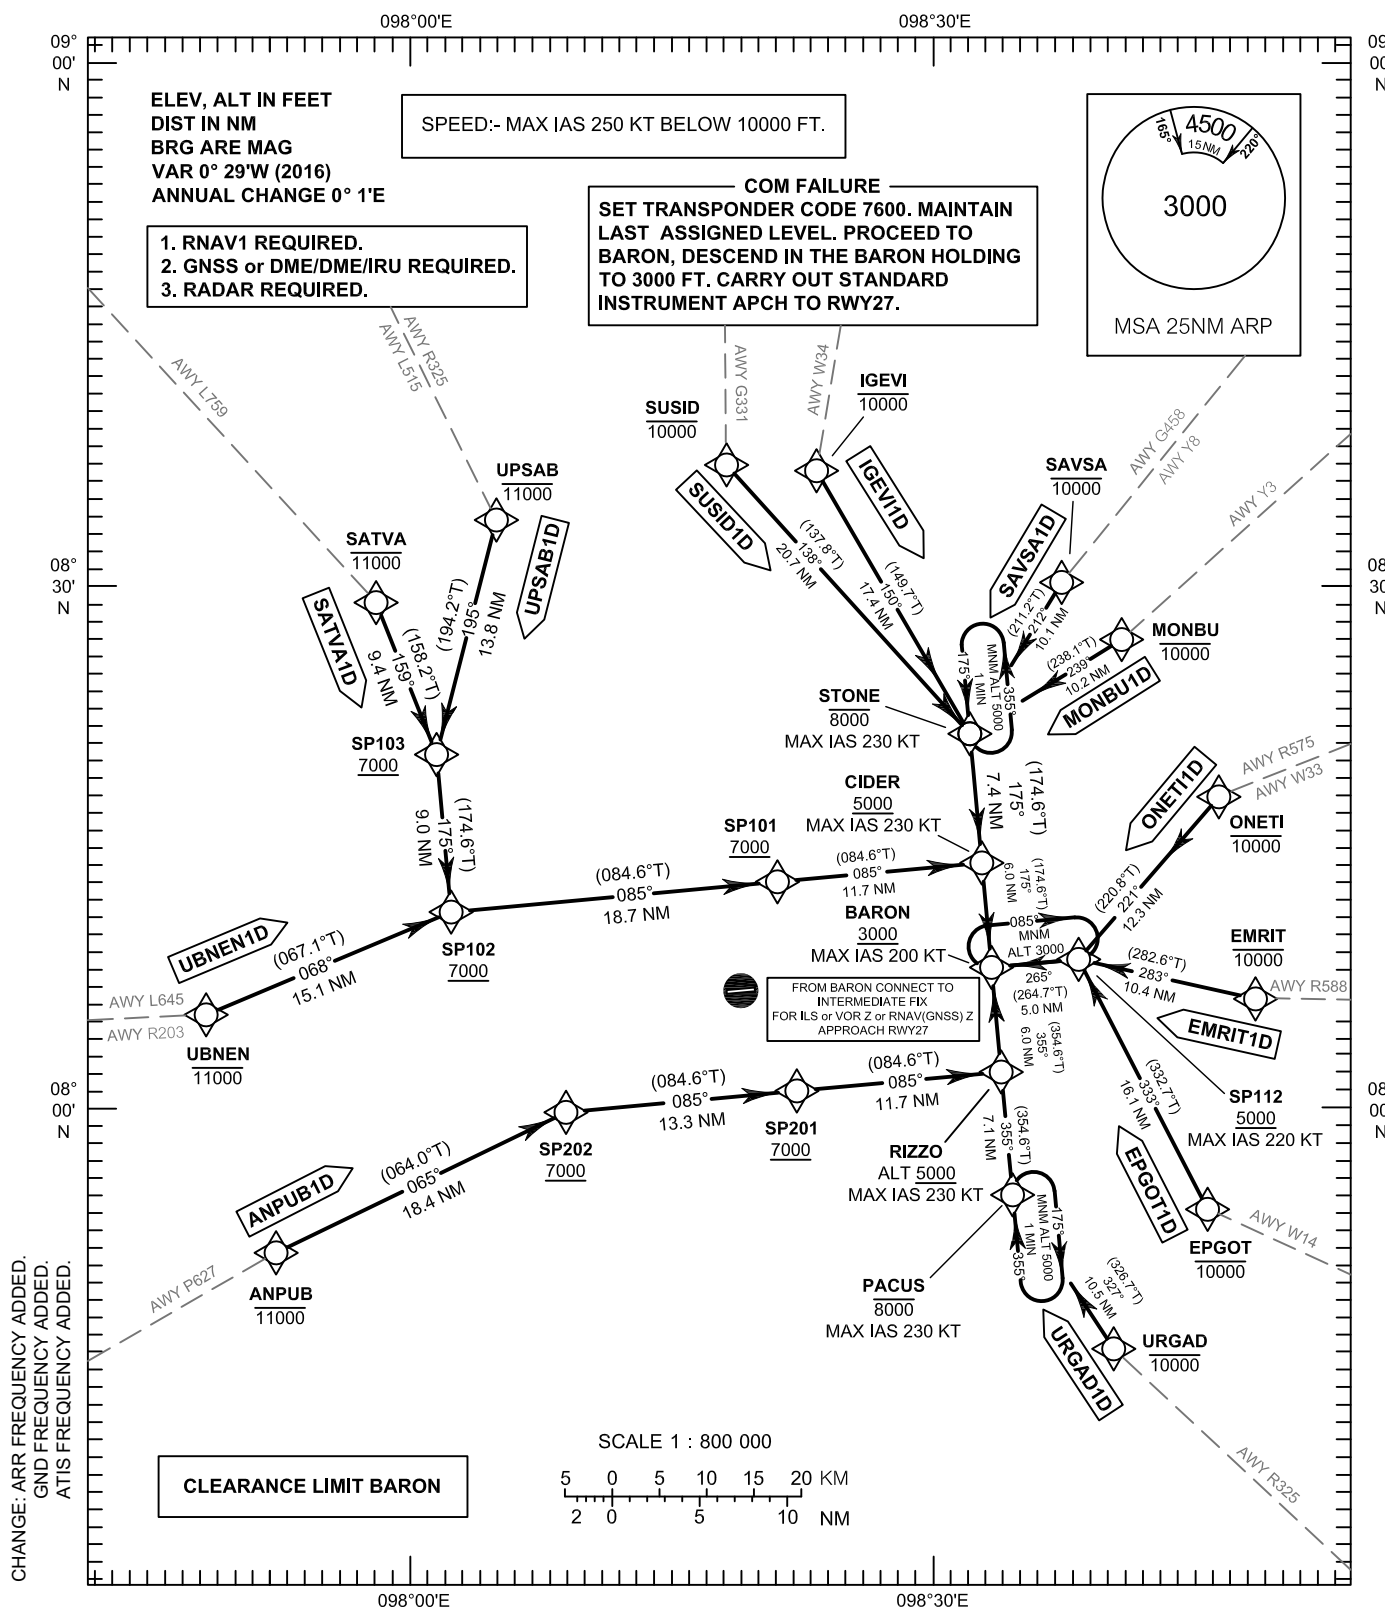 098°00'E
098°30'E
09°
00'
N
09
00
N
ELEV, ALT IN FEET
DIST IN NM
BRG ARE MAG
VAR 0° 29'W (2016)
ANNUAL CHANGE 0° 1'E
SPEED:- MAX IAS 250 KT BELOW 10000 FT.
4500
15NM
165°
220°
3000
MSA 25NM ARP
COM FAILURE
SET TRANSPONDER CODE 7600. MAINTAIN
LAST ASSIGNED LEVEL. PROCEED TO
BARON, DESCEND IN THE BARON HOLDING
TO 3000 FT. CARRY OUT STANDARD
INSTRUMENT APCH TO RWY27.
1. RNAV1 REQUIRED.
2. GNSS or DME/DME/IRU REQUIRED.
3. RADAR REQUIRED.
AWY L759
AWY R325
AWY L515
AWY G331
AWY W34
AWY G458
AWY Y8
AWY Y3
IGEVI
10000
SUSID
10000
SAVSA
10000
UPSAB
11000
SATVA
11000
MONBU
10000
08°
30'
N
08
30
N
SUSID1D
IGEVI1D
SAVSA1D
MONBU1D
UPSAB1D
SATVA1D
(137.8°T)
138°
20.7 NM
(149.7°T)
150°
17.4 NM
(211.2°T)
212°
10.1 NM
(238.1°T)
239°
10.2 NM
(194.2°T)
195°
13.8 NM
(158.2°T)
159°
9.4 NM
175°
MNM ALT 5000
1 MIN
355°
STONE
8000
MAX IAS 230 KT
SP103
7000
(174.6°T)
175°
9.0 NM
(174.6°T)
175°
7.4 NM
CIDER
5000
MAX IAS 230 KT
SP101
7000
(084.6°T)
085°
18.7 NM
(084.6°T)
085°
11.7 NM
(174.6°T)
175°
6.0 NM
AWY R575
AWY W33
ONETI1D
ONETI
10000
(220.8°T)
221°
12.3 NM
BARON
3000
MAX IAS 200 KT
085°
MNM
ALT 3000
265°
(264.7°T)
5.0 NM
EMRIT
10000
(282.6°T)
283°
10.4 NM
AWY R588
EMRIT1D
SP102
7000
UBNEN1D
(067.1°T)
068°
15.1 NM
AWY L645
AWY R203
UBNEN
11000
FROM BARON CONNECT TO
INTERMEDIATE FIX
FOR ILS or VOR Z or RNAV(GNSS) Z
APPROACH RWY27
(354.6°T)
355°
6.0 NM
08°
00'
N
08
00
N
(084.6°T)
085°
13.3 NM
(084.6°T)
085°
11.7 NM
SP202
7000
SP201
7000
RIZZO
ALT 5000
MAX IAS 230 KT
(354.6°T)
355°
7.1 NM
SP112
5000
MAX IAS 220 KT
(332.7°T)
333°
16.1 NM
EPGOT1D
EPGOT
10000
AWY W14
ANPUB1D
(064.0°T)
065°
18.4 NM
AWY P627
ANPUB
11000
PACUS
8000
MAX IAS 230 KT
175°
MNM ALT 5000
1 MIN
355°
(326.7°T)
327°
10.5 NM
URGAD
10000
URGAD1D
AWY R325
CHANGE: ARR FREQUENCY ADDED.
GND FREQUENCY ADDED.
ATIS FREQUENCY ADDED.
CLEARANCE LIMIT BARON
SCALE 1 : 800 000
5 0 5 10 15 20 KM
2 0 5 10 NM
098°00'E
098°30'E